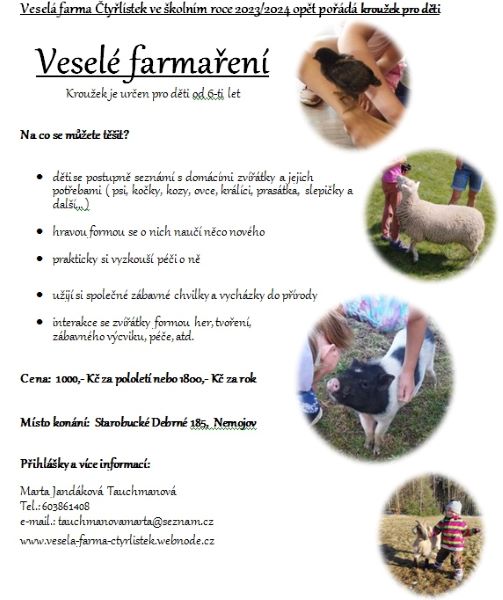 Veselá farma Čtyřlístek ve školním roce 2023/2024 opět pořádá kroužek pro děti
Veselé farmaření
Kroužek je určen pro děti od 6-ti let
Na co se můžete těšit?
• děti se postupně seznámí s domácími zvířátky a jejich
potřebami ( psi, kočky, kozy, ovce, králíci, prasátka, slepičky a
další,,, )
• hravou formou se o nich naučí něco nového
• prakticky si vyzkouší péči o ně
• užijí si společné zábavné chvilky a vycházky do přírody
• interakce se zvířátky formou her, tvoření,
zábavného výcviku, péče, atd.
Cena: 1000,- Kč za pololetí nebo 1800,- Kč za rok
Místo konání: Starobucké Debrné 185, Nemojov
Přihlášky a více informací:
Marta Jandáková Tauchmanová
Tel.: 603861408
e-mail.: tauchmanovamarta@seznam.cz
www.vesela-farma-ctyrlistek.webnode.cz